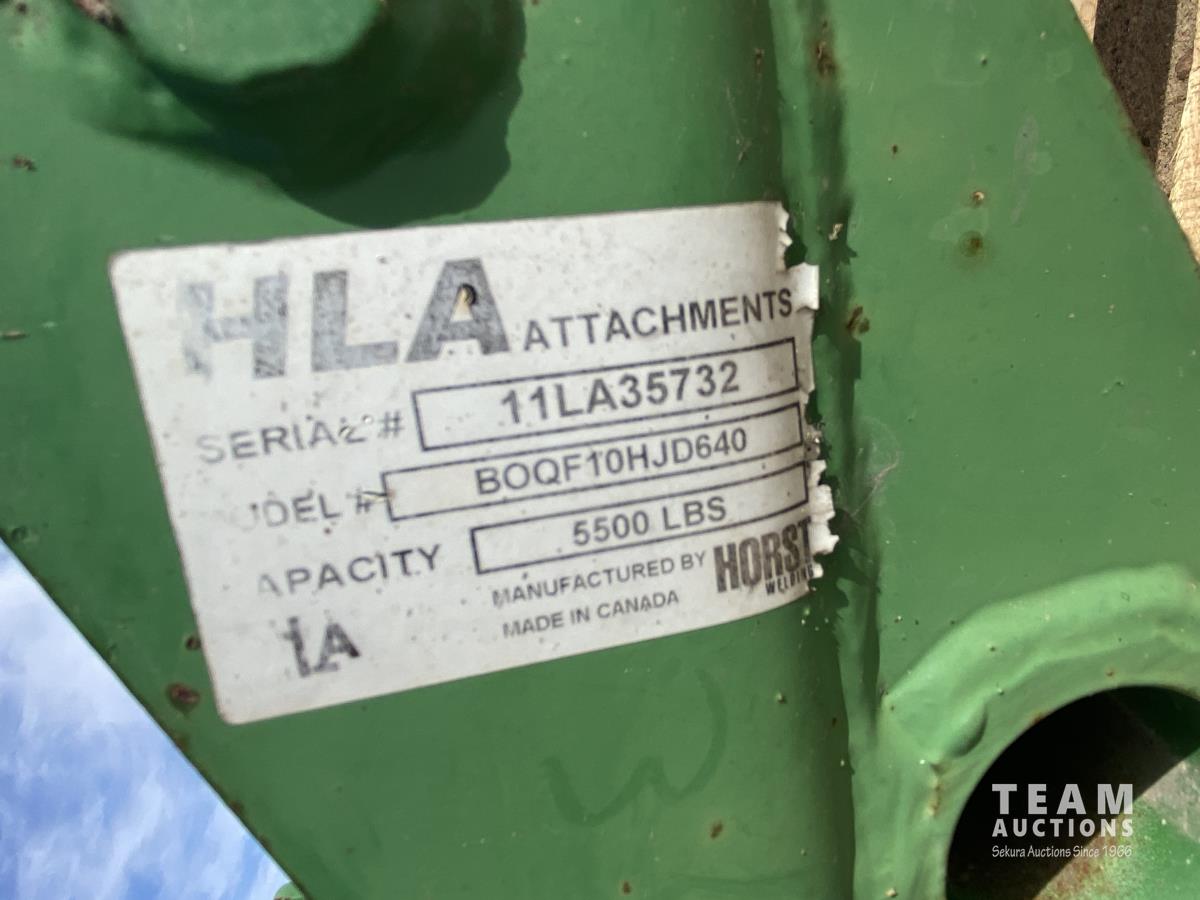 HLA ATTACHMENTS
SERIAL # 11LA35732
ODEL # BOQF10HJD640
APACITY 5500 LBS
MANUFACTURED BY HORST WELDING
MADE IN CANADA
1A
TEAM
AUCTIONS
Sekura Auctions Since 1966